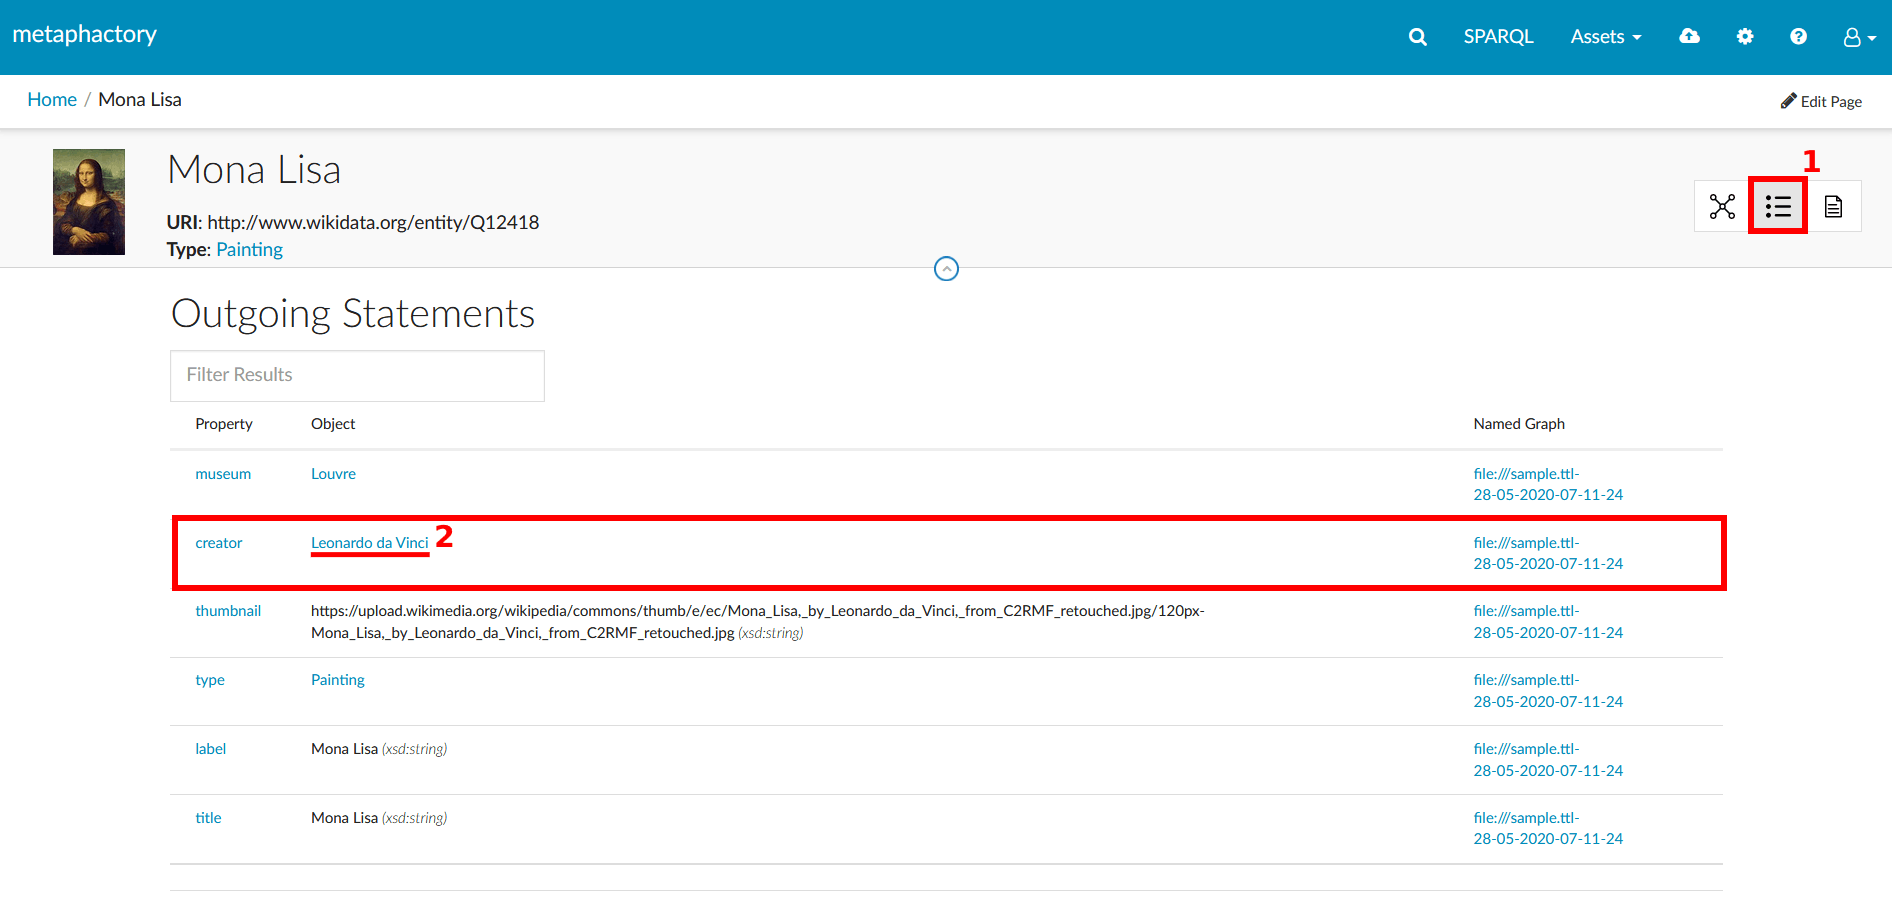 metaphactory
SPARQL
Assets
Home / Mona Lisa
Edit Page
Mona Lisa
1
URI: http://www.wikidata.org/entity/Q12418
Type: Painting
Outgoing Statements
Filter Results
Property Object Named Graph
museum Louvre file:///sample.ttl-
28-05-2020-07-11-24
creator Leonardo da Vinci 2 file:///sample.ttl-
28-05-2020-07-11-24
thumbnail https://upload.wikimedia.org/wikipedia/commons/thumb/e/ec/Mona_Lisa,_by_Leonardo_da_Vinci,_from_C2RMF_retouched.jpg/120px- file:///sample.ttl-
Mona_Lisa,_by_Leonardo_da_Vinci,_from_C2RMF_retouched.jpg (xsd:string) 28-05-2020-07-11-24
type Painting file:///sample.ttl-
28-05-2020-07-11-24
label Mona Lisa (xsd:string) file:///sample.ttl-
28-05-2020-07-11-24
title Mona Lisa (xsd:string) file:///sample.ttl-
28-05-2020-07-11-24